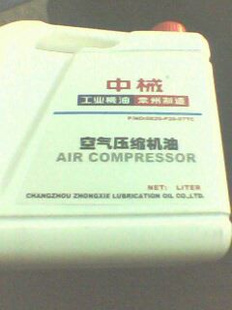 中械
工业润油 常州制造
空气压缩机油
AIR COMPRESSOR
NET: LITER
CHANGZHOU ZHONGXIE LUBRICATION OIL CO.,LTD.